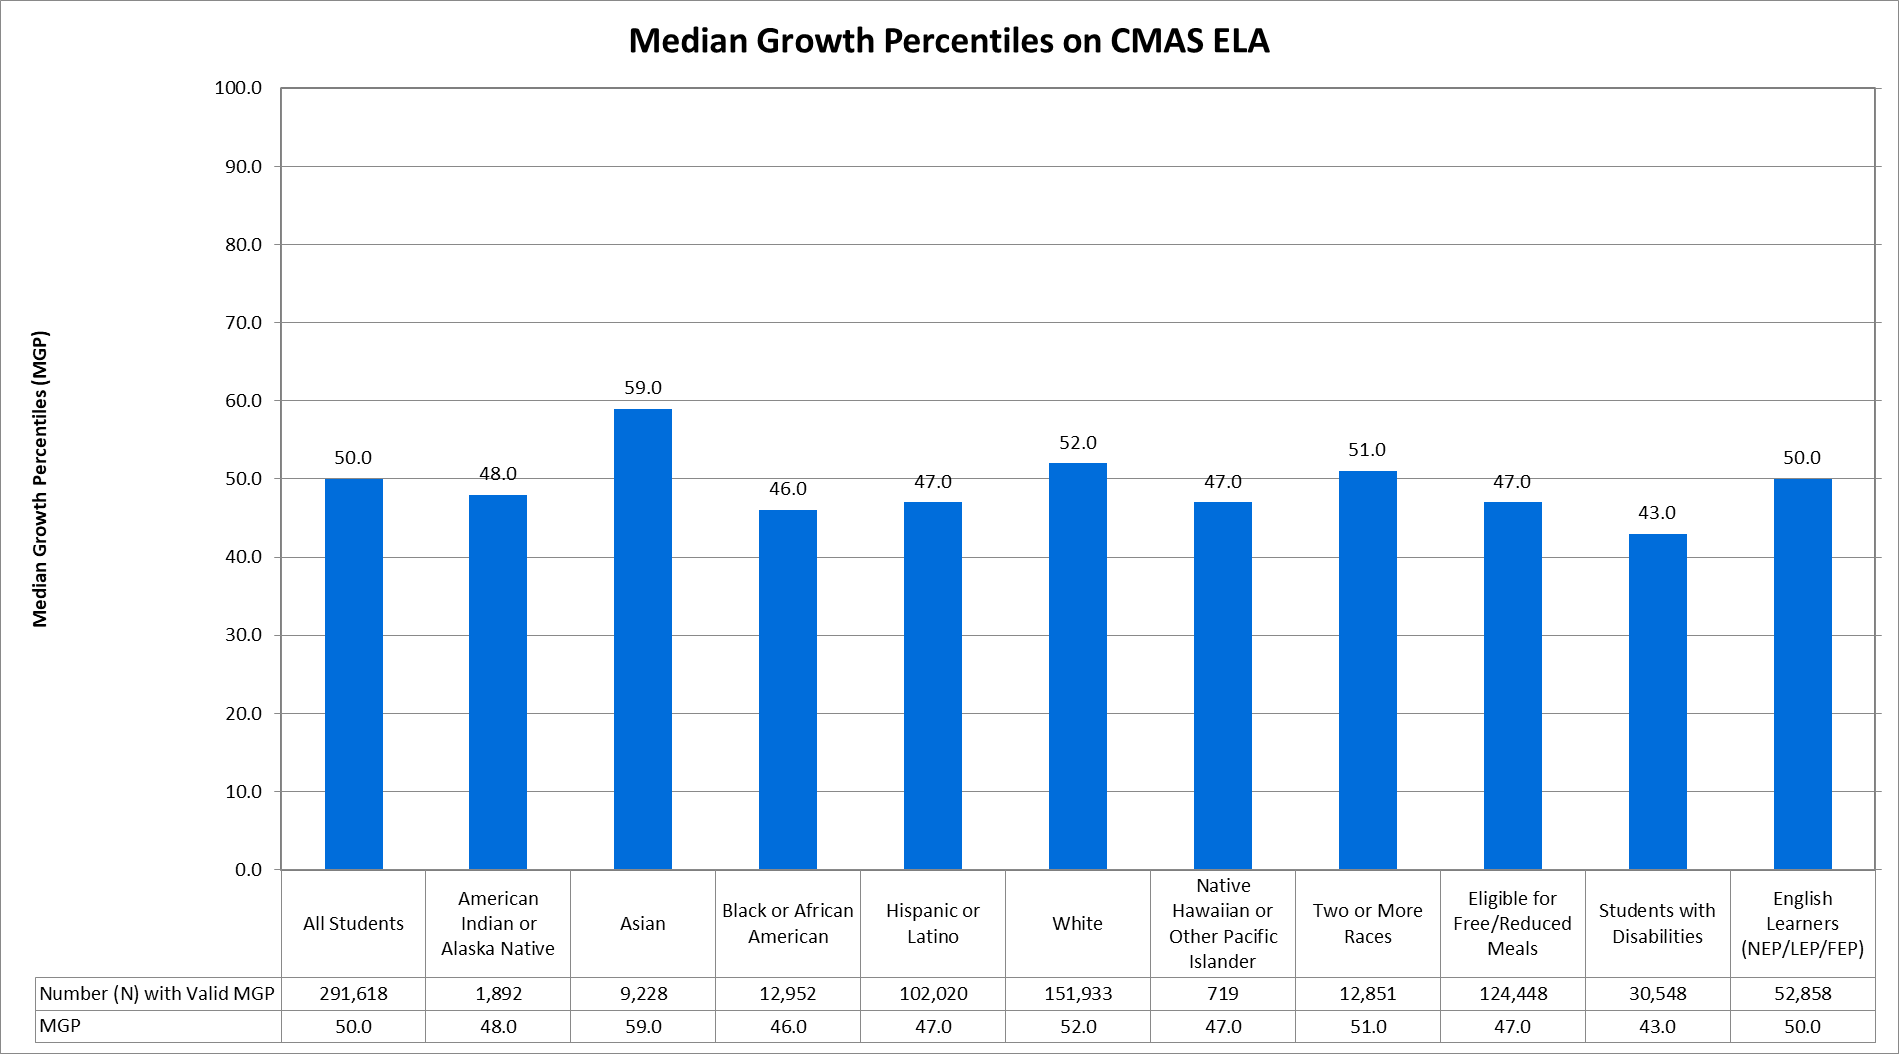 Median Growth Percentiles on CMAS ELA
Median Growth Percentiles (MGP)
100.0
90.0
80.0
70.0
60.0
50.0
40.0
30.0
20.0
10.0
0.0
50.0
48.0
59.0
46.0
47.0
52.0
47.0
51.0
47.0
43.0
50.0
All Students
American
Indian or
Alaska Native
Asian
Black or African
American
Hispanic or
Latino
White
Native
Hawaiian or
Other Pacific
Islander
Two or More
Races
Eligible for
Free/Reduced
Meals
Students with
Disabilities
English
Learners
(NEP/LEP/FEP)
Number (N) with Valid MGP 291,618 1,892 9,228 12,952 102,020 151,933 719 12,851 124,448 30,548 52,858
MGP 50.0 48.0 59.0 46.0 47.0 52.0 47.0 51.0 47.0 43.0 50.0